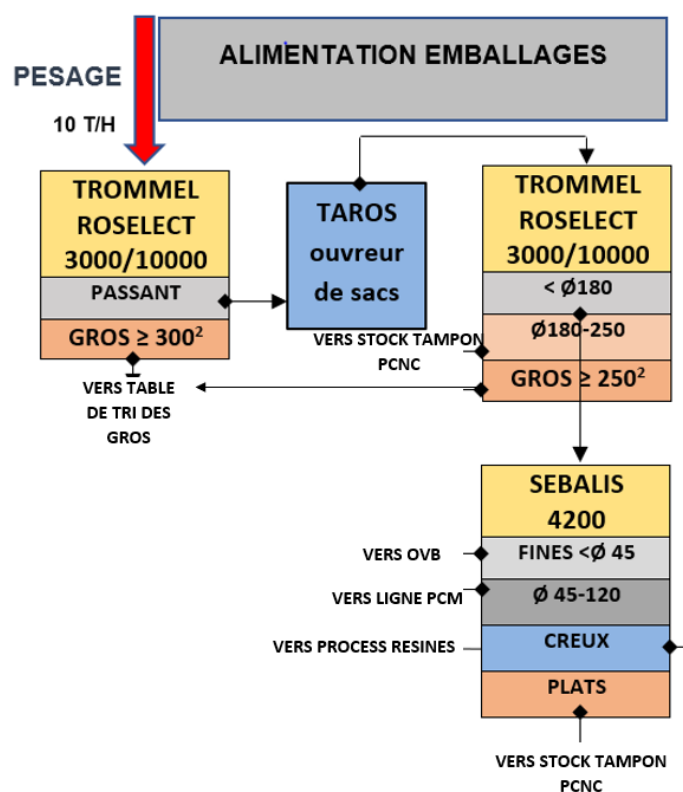 ALIMENTATION EMBALLAGES
PESAGE
10 T/H
TROMMEL
ROSELECT
3000/10000
PASSANT
GROS ≥ 300²
TAROS
ouvreur
de sacs
TROMMEL
ROSELECT
3000/10000
< Ø180
Ø180-250
GROS ≥ 250²
VERS STOCK TAMPON
PCNC
VERS TABLE
DE TRI DES
GROS
SEBALIS
4200
FINES <Ø 45
Ø 45-120
CREUX
PLATS
VERS OVB
VERS LIGNE PCM
VERS PROCESS RESINES
VERS STOCK TAMPON
PCNC